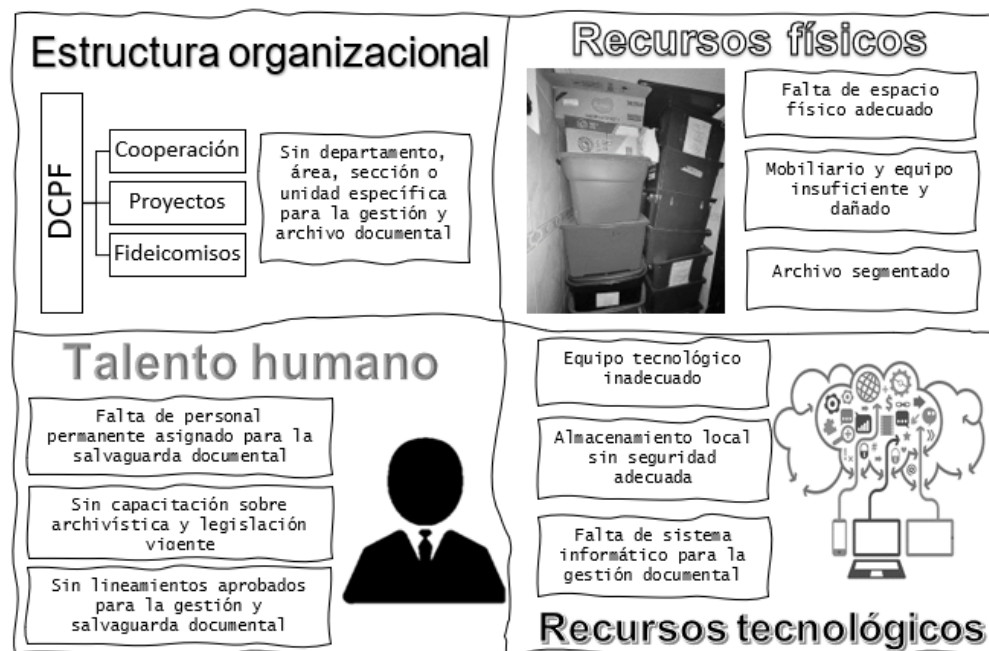 Estructura organizacional
DCPF
Cooperación
Proyectos
Fideicomisos
Sin departamento,
área, sección o
unidad específica
para la gestión y
archivo documental
Recursos físicos
Falta de espacio
físico adecuado
Mobiliario y equipo
insuficiente y
dañado
Archivo segmentado
Talento humano
Falta de personal
permanente asignado para la
salvaguarda documental
Sin capacitación sobre
archivística y legislación
vigente
Sin lineamientos aprobados
para la gestión y
salvaguarda documental
Equipo tecnológico
inadecuado
Almacenamiento local
sin seguridad
adecuada
Falta de sistema
informático para la
gestión documental
Recursos tecnológicos